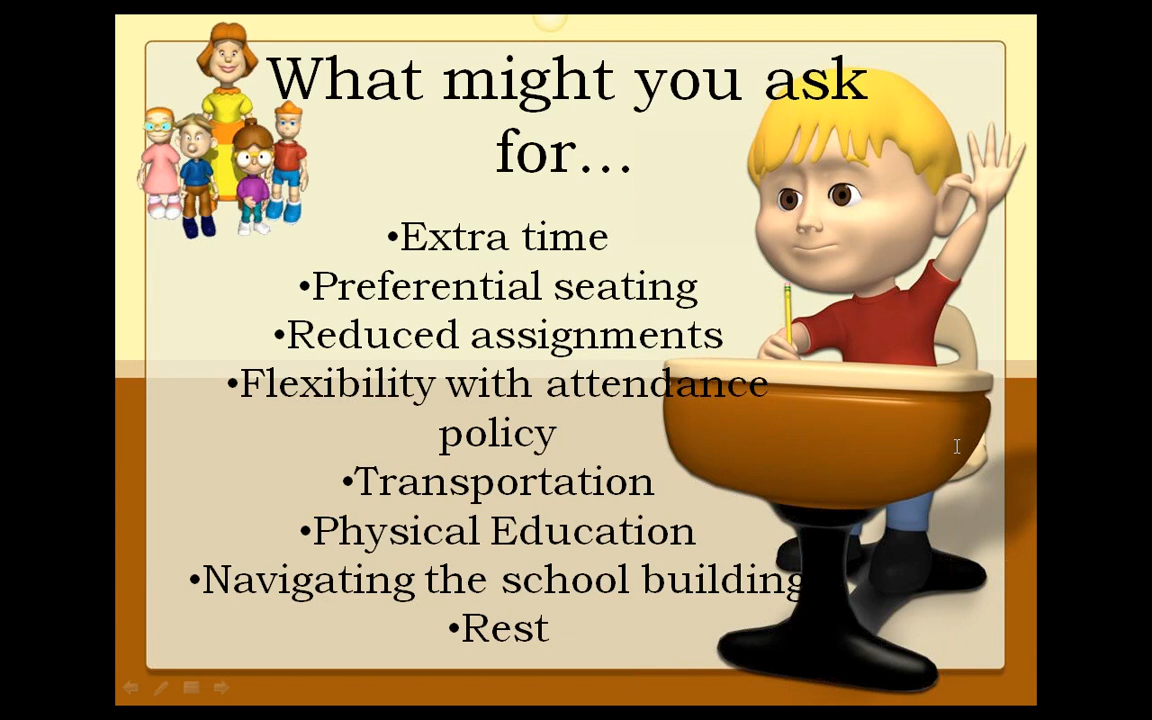 What might you ask
for...
•Extra time
•Preferential seating
•Reduced assignments
•Flexibility with attendance
policy
•Transportation
•Physical Education
•Navigating the school building
•Rest